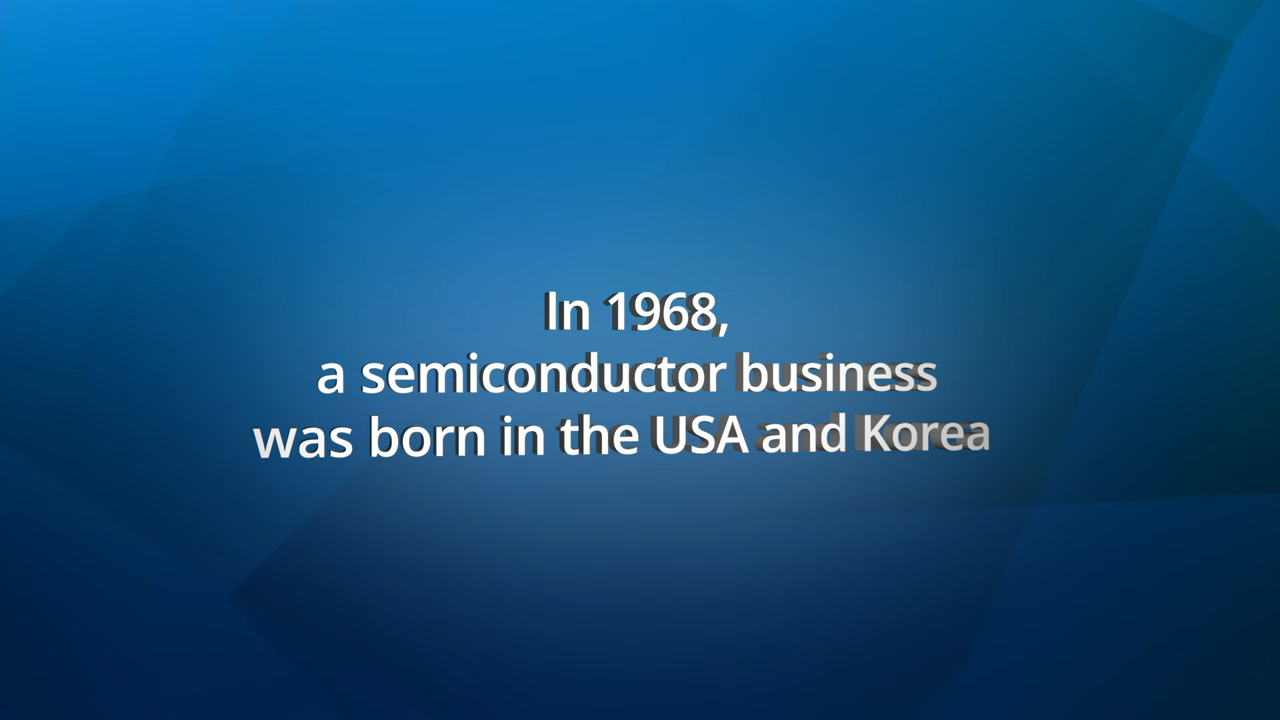 In 1968,
a semiconductor business
was born in the USA and Korea